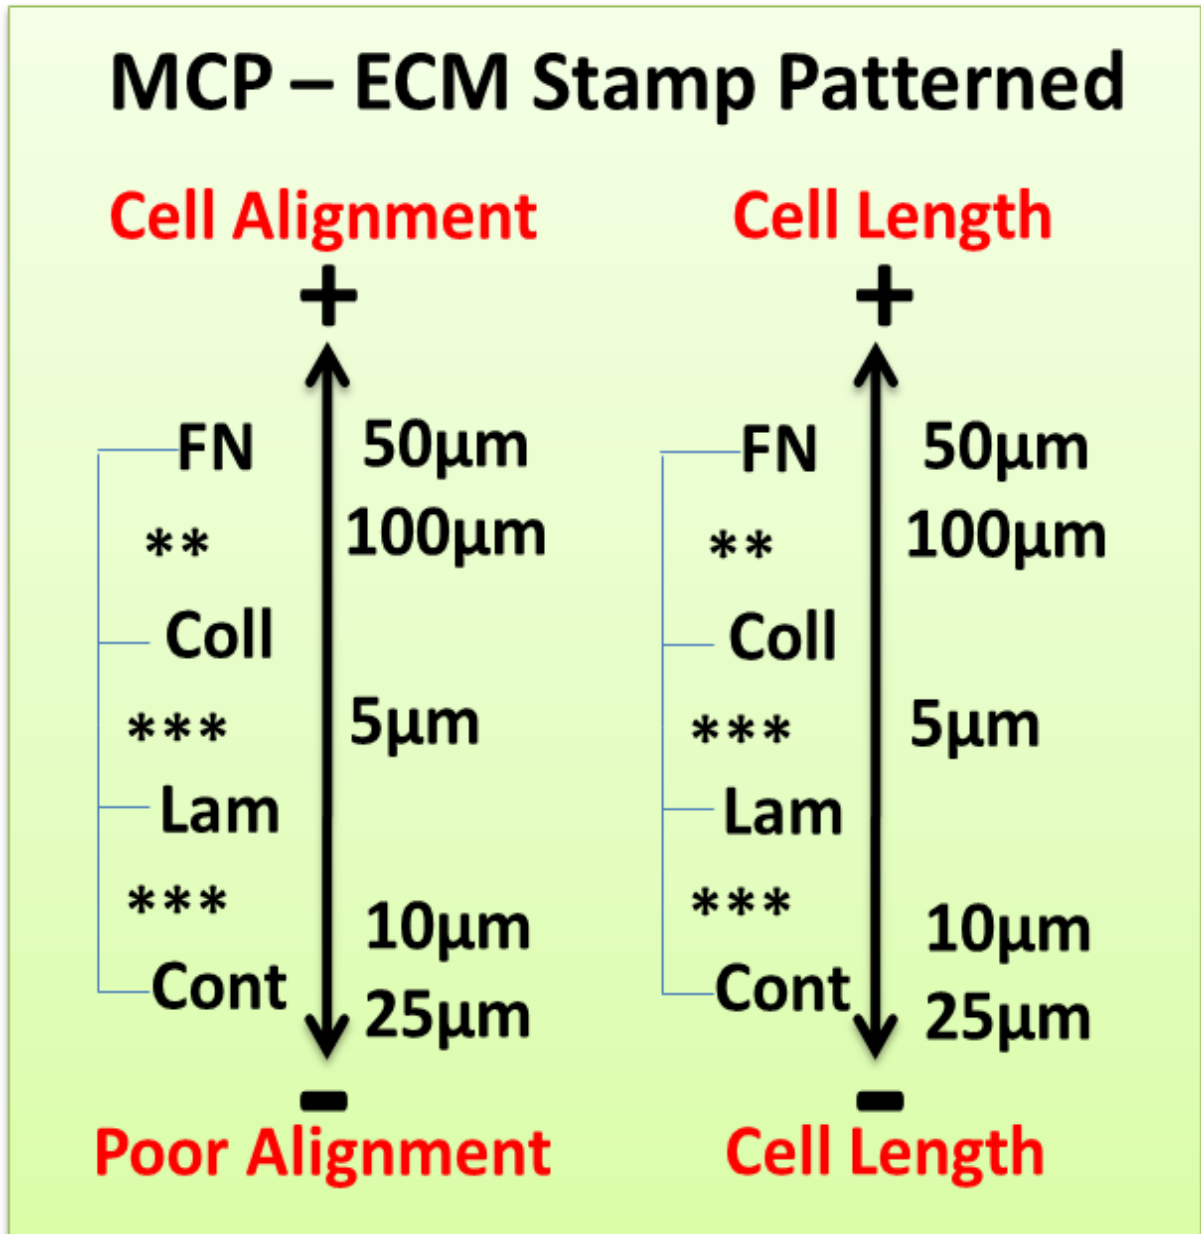 MCP – ECM Stamp Patterned
Cell Alignment
+
FN
**
Coll
***
Lam
***
Cont
50μm
100μm
5μm
10μm
25μm
-
Poor Alignment
Cell Length
+
FN
**
Coll
***
Lam
***
Cont
50μm
100μm
5μm
10μm
25μm
-
Cell Length